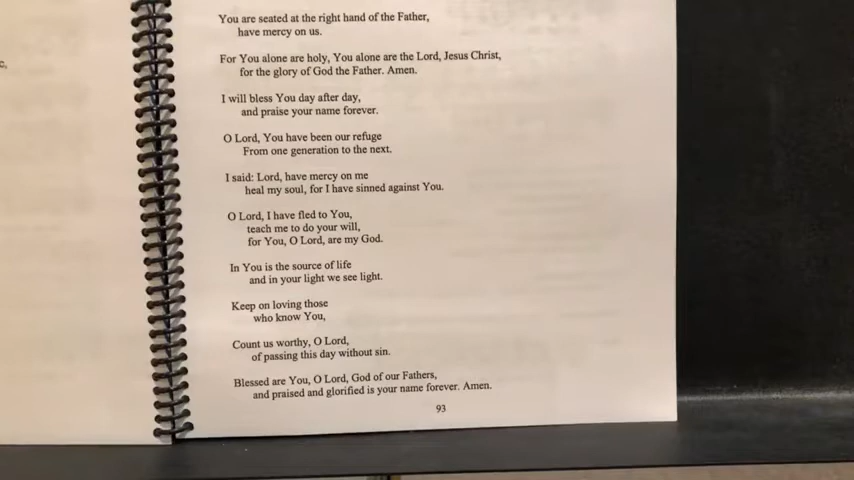 c,
You are seated at the right hand of the Father,
have mercy on us.
For You alone are holy, You alone are the Lord, Jesus Christ,
for the glory of God the Father. Amen.
I will bless You day after day,
and praise your name forever.
O Lord, You have been our refuge
From one generation to the next.
I said: Lord, have mercy on me
heal my soul, for I have sinned against You.
O Lord, I have fled to You,
teach me to do your will,
for You, O Lord, are my God.
In You is the source of life
and in your light we see light.
Keep on loving those
who know You,
Count us worthy, O Lord,
of passing this day without sin.
Blessed are You, O Lord, God of our Fathers,
and praised and glorified is your name forever. Amen.
93